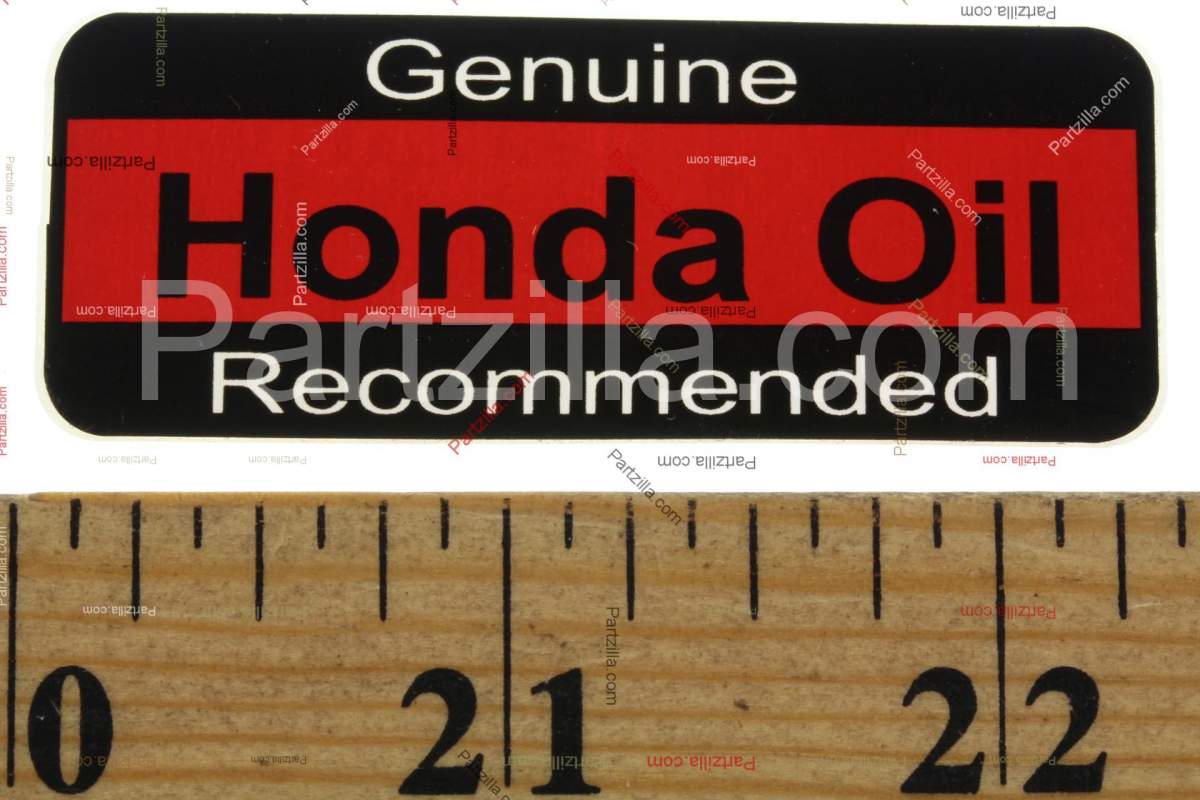 Genuine
Honda Oil
Recommended
Partzilla.com
0 21 22